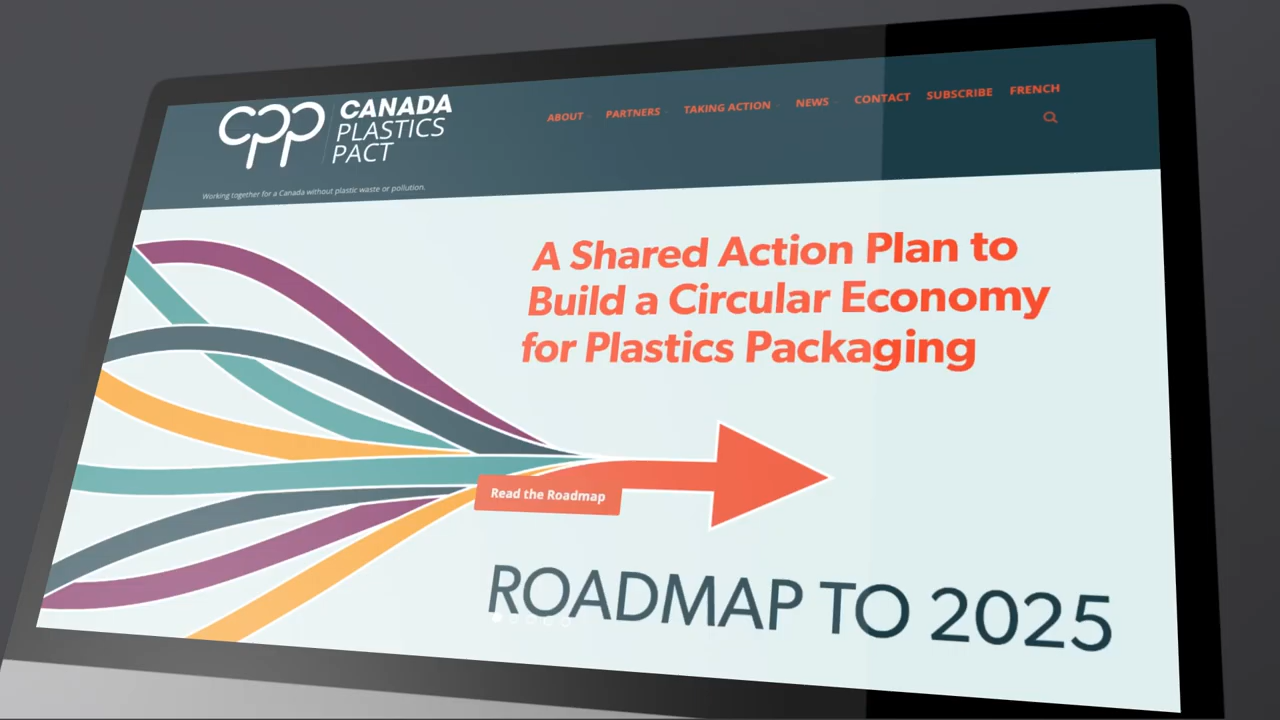 CPP
CANADA
PLASTICS
PACT
Working together for a Canada without plastic waste or pollution.
ABOUT PARTNERS TAKING ACTION NEWS CONTACT SUBSCRIBE FRENCH
A Shared Action Plan to
Build a Circular Economy
for Plastics Packaging
Read the Roadmap
ROADMAP TO 2025